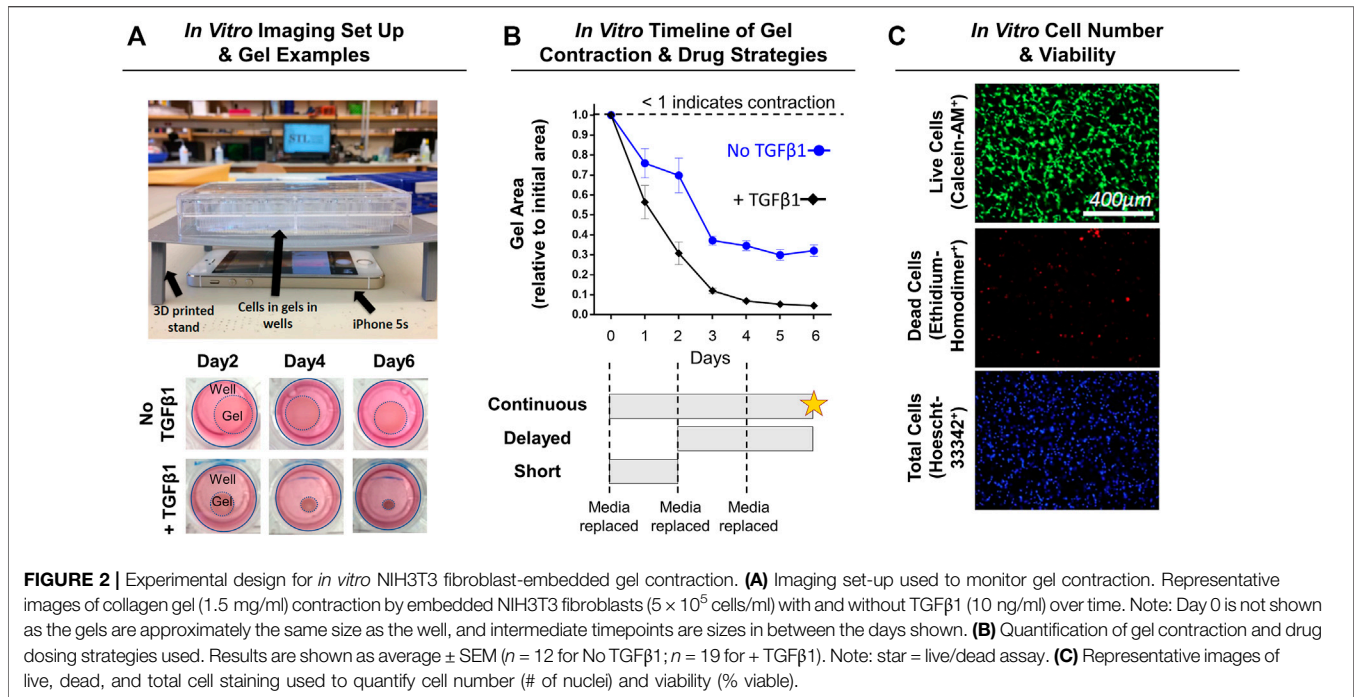 A
In Vitro Imaging Set Up
& Gel Examples
STL
3D printed
stand
Cells in gels in
wells
iPhone 5s
Day2
Day4
Day6
No
TGFβ1
Well
Gel
+ TGFβ1
Well
Gel
B
In Vitro Timeline of Gel
Contraction & Drug Strategies
< 1 indicates contraction
1.0
0.9
0.8
0.7
0.6
0.5
0.4
0.3
0.2
0.1
0.0
Gel Area
(relative to initial area)
No TGFβ1
+ TGFβ1
0 1 2 3 4 5 6
Days
Continuous
Delayed
Short
Media
replaced
Media
replaced
Media
replaced
C
In Vitro Cell Number
& Viability
Live Cells
(Calcein-AM⁺)
400µm
Dead Cells
(Ethidium-
Homodimer⁺)
Total Cells
(Hoescht-
33342⁺)
FIGURE 2 | Experimental design for in vitro NIH3T3 fibroblast-embedded gel contraction. (A) Imaging set-up used to monitor gel contraction. Representative
images of collagen gel (1.5 mg/ml) contraction by embedded NIH3T3 fibroblasts (5 × 10⁵ cells/ml) with and without TGFβ1 (10 ng/ml) over time. Note: Day 0 is not shown
as the gels are approximately the same size as the well, and intermediate timepoints are sizes in between the days shown. (B) Quantification of gel contraction and drug
dosing strategies used. Results are shown as average ± SEM (n = 12 for No TGFβ1; n = 19 for + TGFβ1). Note: star = live/dead assay. (C) Representative images of
live, dead, and total cell staining used to quantify cell number (# of nuclei) and viability (% viable).